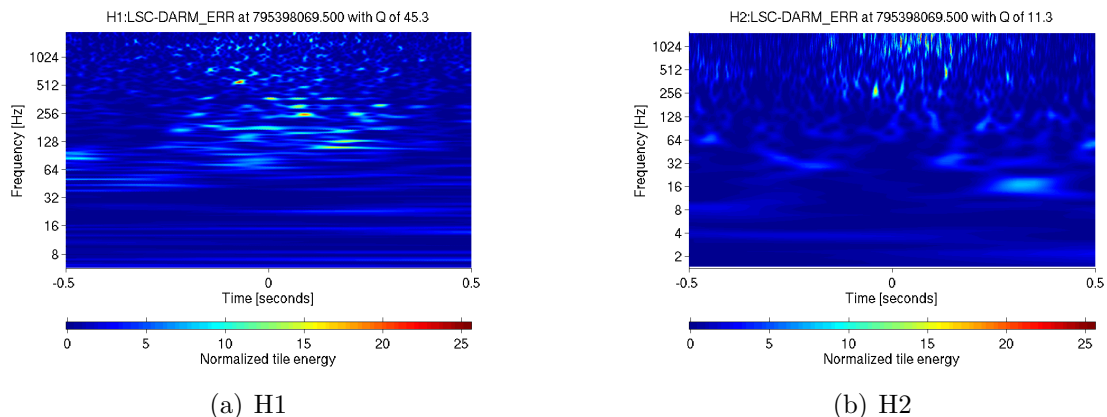 H1:LSC-DARM_ERR at 795398069.500 with Q of 45.3
1024
512
256
128
64
32
16
8
Frequency [Hz]
-0.5 0 0.5
Time [seconds]
0 5 10 15 20 25
Normalized tile energy
(a) H1
H2:LSC-DARM_ERR at 795398069.500 with Q of 11.3
1024
512
256
128
64
32
16
8
4
2
Frequency [Hz]
-0.5 0 0.5
Time [seconds]
0 5 10 15 20 25
Normalized tile energy
(b) H2